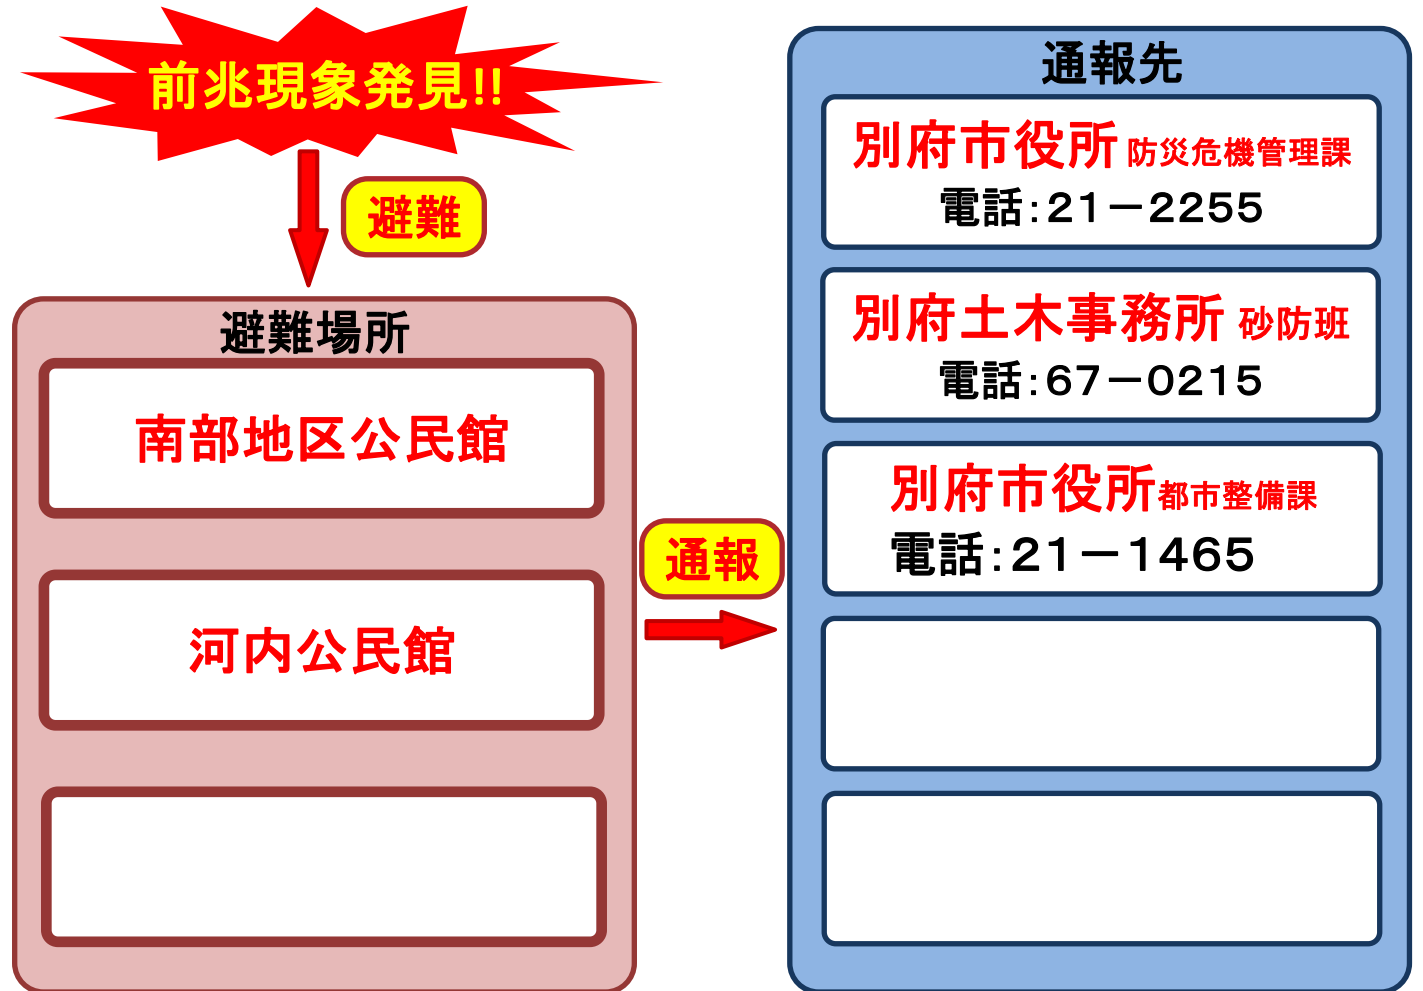 前兆現象発見!!
避難
避難場所
南部地区公民館
河内公民館
通報
通報先
別府市役所 防災危機管理課
電話:21－2255
別府土木事務所 砂防班
電話:67－0215
別府市役所都市整備課
電話:21－1465